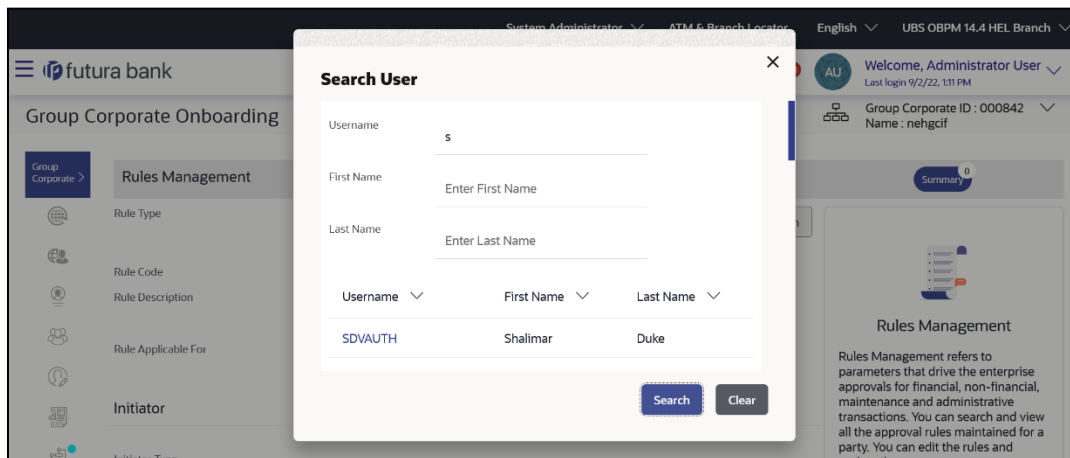 System Administrator ATM & Branch Locator English UBS OBPM 14.4 HEL Branch
futura bank
AU Welcome, Administrator User
Last login 9/2/22, 1:11 PM
Group Corporate Onboarding
Group Corporate ID : 000842
Name : nehgcif
Group Corporate >
Rules Management
Summary 0
Rule Type
Rule Code
Rule Description
Rule Applicable For
Initiator
Search User
Username s
First Name Enter First Name
Last Name Enter Last Name
Username First Name Last Name
SDVAUTH Shalimar Duke
Search Clear
Rules Management
Rules Management refers to
parameters that drive the enterprise
approvals for financial, non-financial,
maintenance and administrative
transactions. You can search and view
all the approval rules maintained for a
party. You can edit the rules and